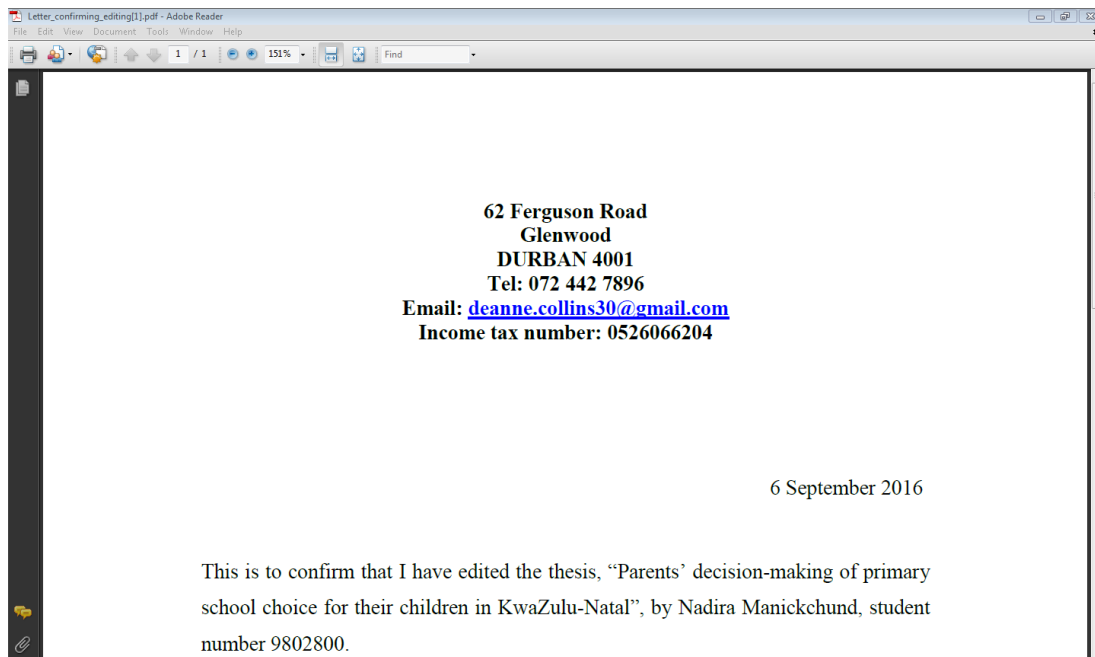 Letter_confirming_editing[1].pdf - Adobe Reader
File Edit View Document Tools Window Help
1 / 1 151% Find
62 Ferguson Road
Glenwood
DURBAN 4001
Tel: 072 442 7896
Email: deanne.collins30@gmail.com
Income tax number: 0526066204
6 September 2016
This is to confirm that I have edited the thesis, “Parents’ decision-making of primary
school choice for their children in KwaZulu-Natal”, by Nadira Manickchund, student
number 9802800.